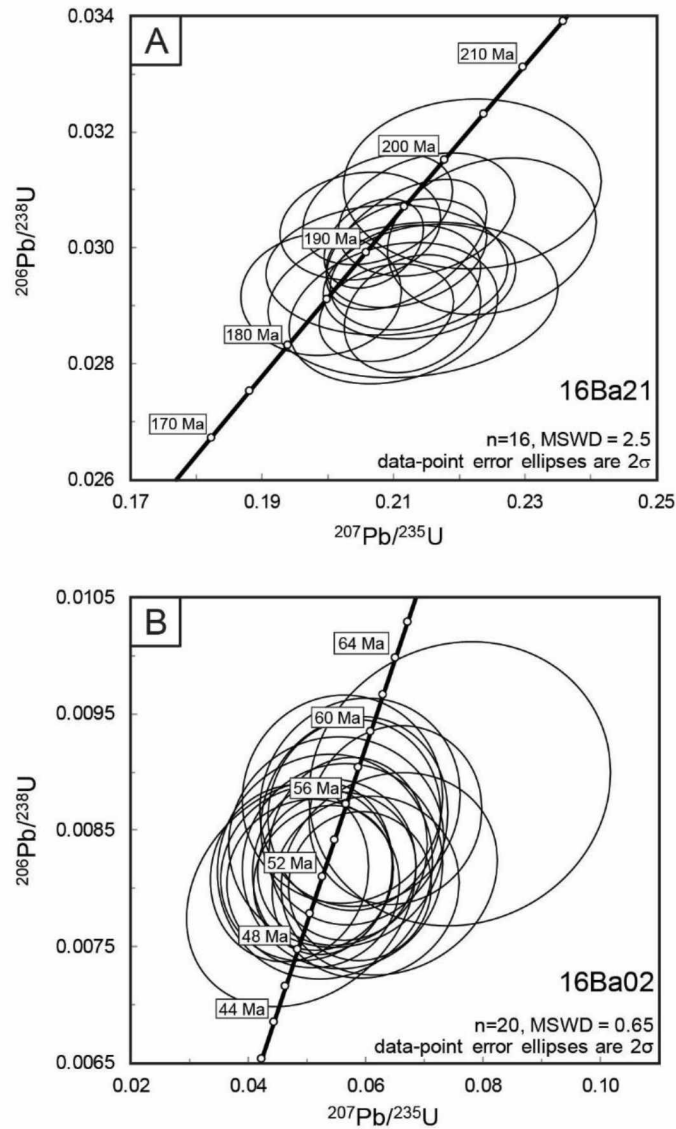 A
0.034
0.032
0.030
0.028
0.026
²⁰⁶Pb/²³⁸U
210 Ma
200 Ma
190 Ma
180 Ma
170 Ma
16Ba21
n=16, MSWD = 2.5
data-point error ellipses are 2σ
0.17 0.19 0.21 0.23 0.25
²⁰⁷Pb/²³⁵U
B
0.0105
0.0095
0.0085
0.0075
0.0065
²⁰⁶Pb/²³⁸U
64 Ma
60 Ma
56 Ma
52 Ma
48 Ma
44 Ma
16Ba02
n=20, MSWD = 0.65
data-point error ellipses are 2σ
0.02 0.04 0.06 0.08 0.10
²⁰⁷Pb/²³⁵U